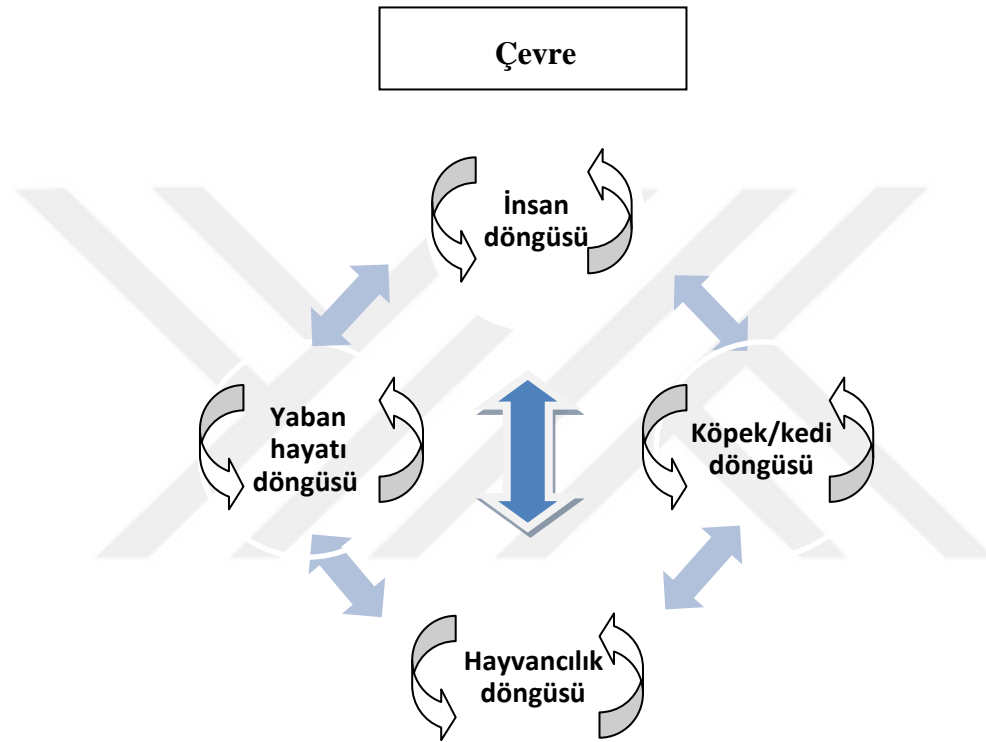 Çevre
İnsan
döngüsü
Yaban
hayatı
döngüsü
Köpek/kedi
döngüsü
Hayvancılık
döngüsü